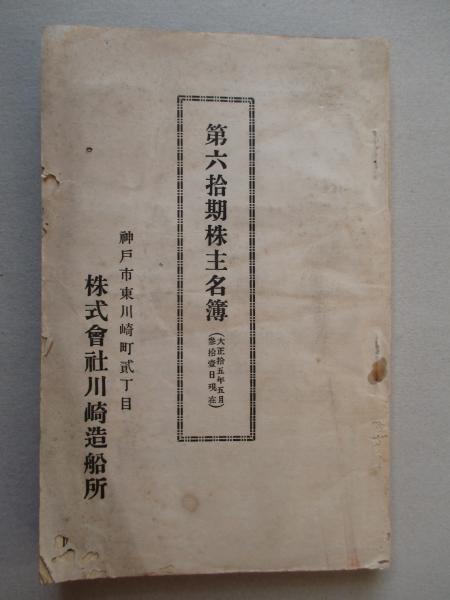 第六拾期株主名簿
(大正拾五年五月
參拾壹日現在)
神戸市東川崎町貳丁目
株式會社川崎造船所